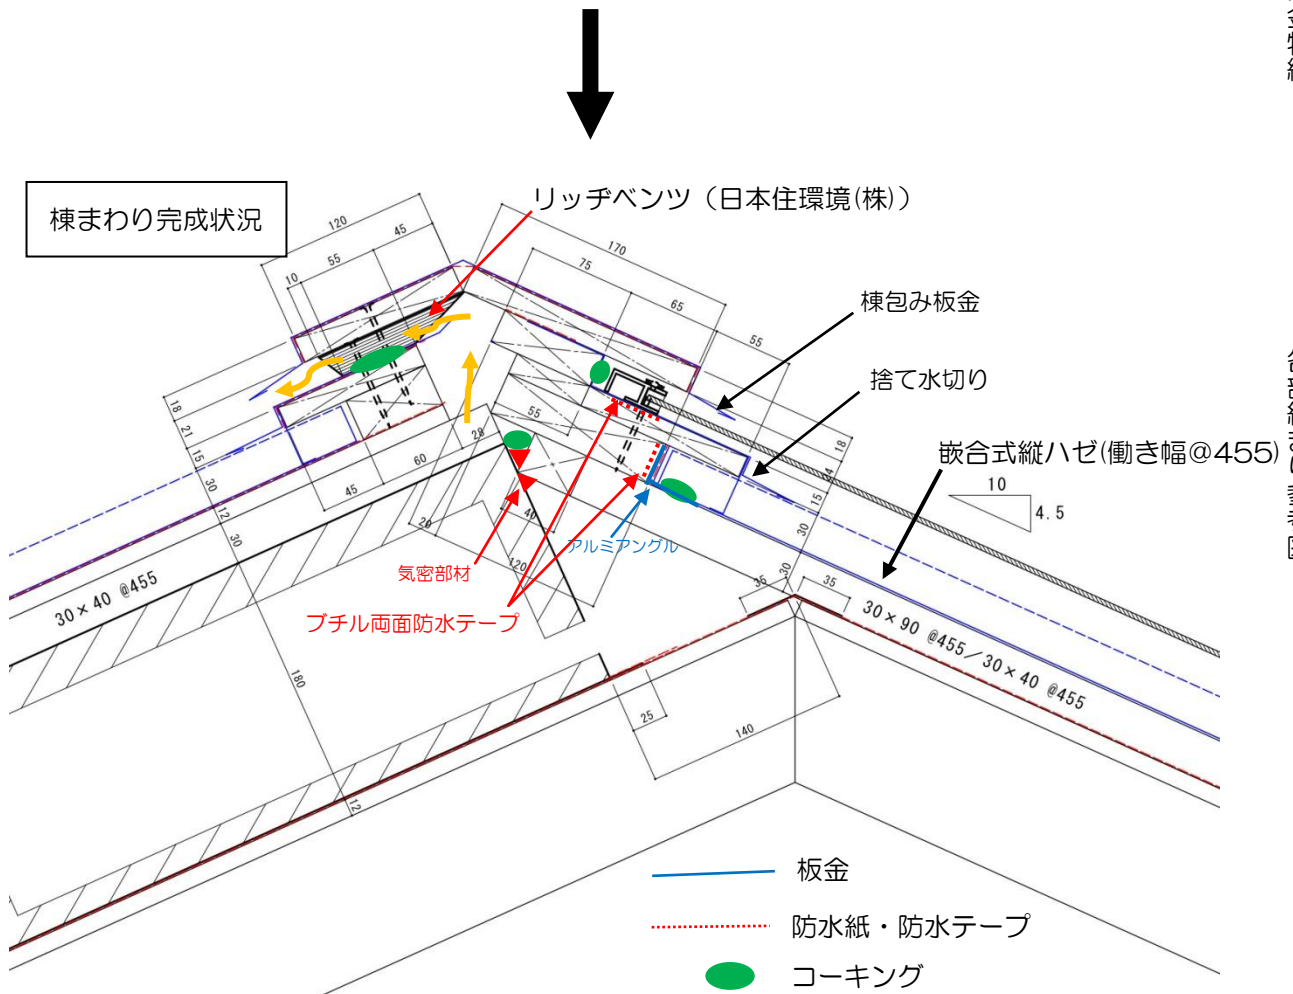 棟まわり完成状況
リッヂベンツ（日本住環境(株)）
棟包み板金
捨て水切り
嵌合式縦ハゼ(働き幅@455)
10
4.5
アルミアングル
気密部材
ブチル両面防水テープ
120
45
55
10
170
75
65
55
18
21
15
30
12
30
60
45
28
55
40
20
120
18
4
15
30
30
35
35
30×40 @455
30×90 @455／30×40 @455
180
12
25
140
板金
防水紙・防水テープ
コーキング